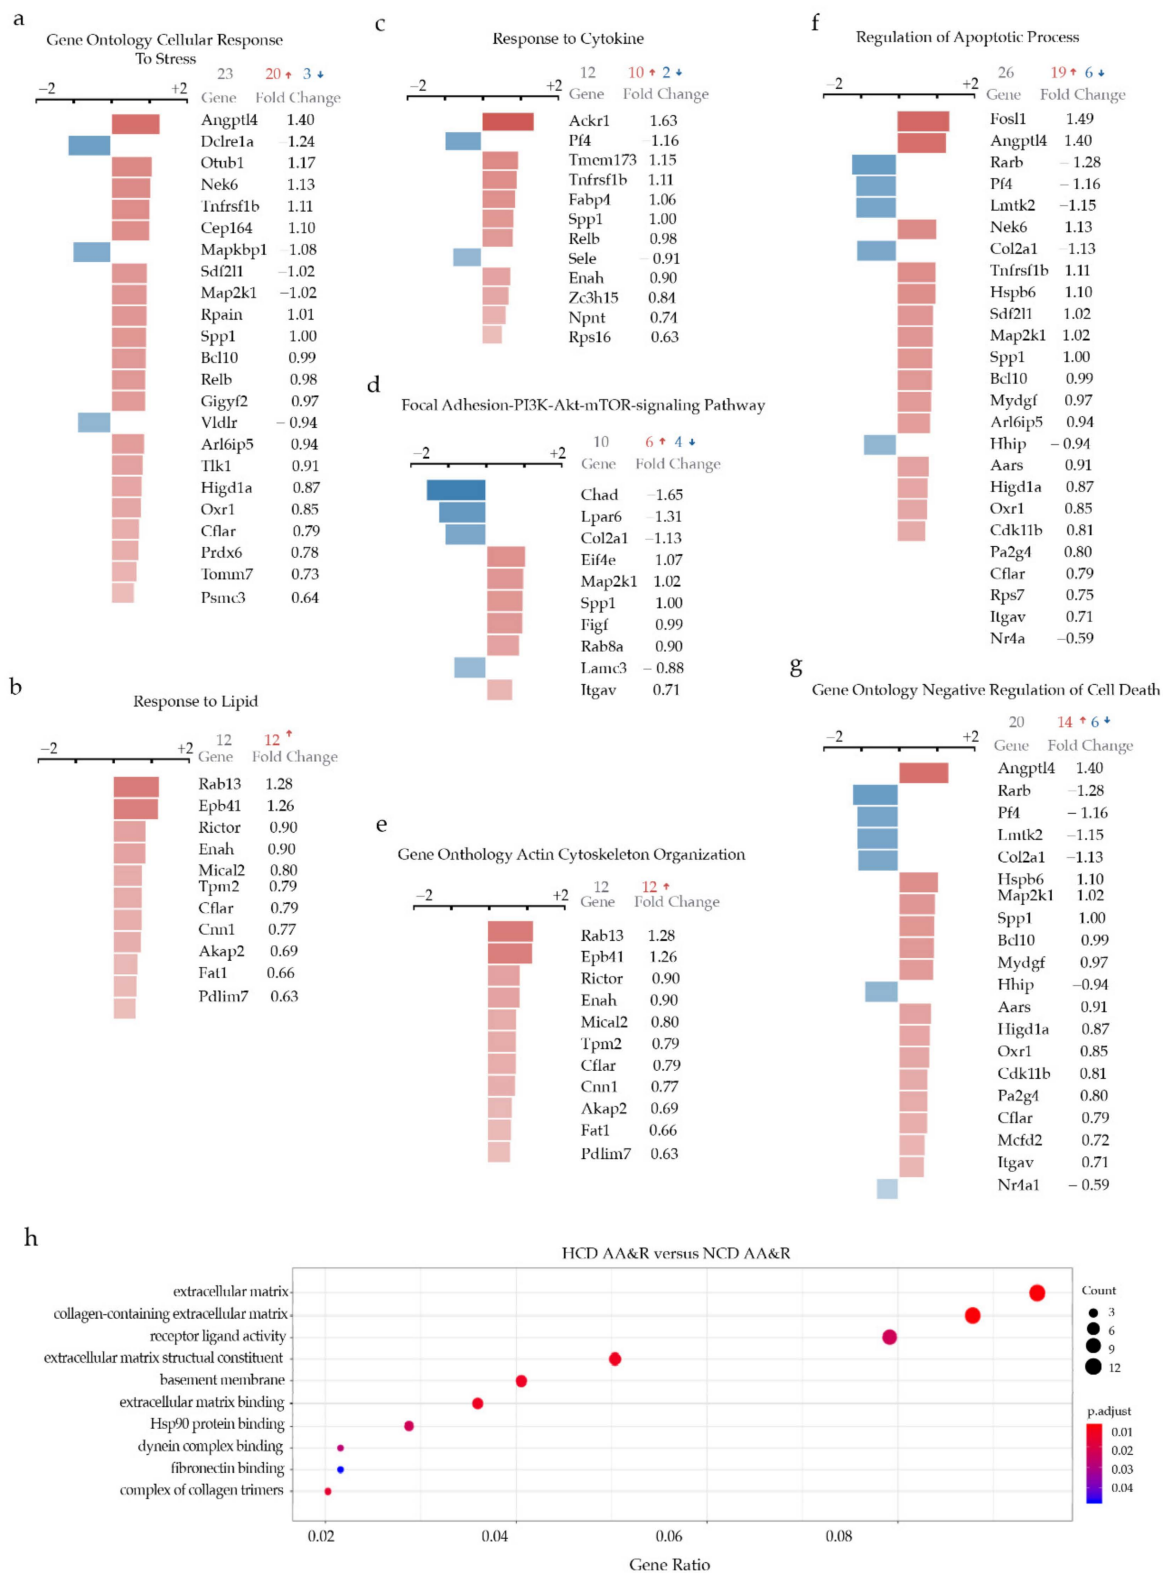 a
Gene Ontology Cellular Response
To Stress
23 20 ↑ 3 ↓
−2 +2
Gene Fold Change
Angptl4 1.40
Dclre1a −1.24
Otub1 1.17
Nek6 1.13
Tnfrsf1b 1.11
Cep164 1.10
Mapkbp1 −1.08
Sdf2l1 −1.02
Map2k1 −1.02
Rpain 1.01
Spp1 1.00
Bcl10 0.99
Relb 0.98
Gigyf2 0.97
Vldlr − 0.94
Arl6ip5 0.94
Tlk1 0.91
Higd1a 0.87
Oxr1 0.85
Cflar 0.79
Prdx6 0.78
Tomm7 0.73
Psmc3 0.64
b
Response to Lipid
12 12 ↑
−2 +2
Gene Fold Change
Rab13 1.28
Epb41 1.26
Rictor 0.90
Enah 0.90
Mical2 0.80
Tpm2 0.79
Cflar 0.79
Cnn1 0.77
Akap2 0.69
Fat1 0.66
Pdlim7 0.63
c
Response to Cytokine
12 10 ↑ 2 ↓
−2 +2
Gene Fold Change
Ackr1 1.63
Pf4 −1.16
Tmem173 1.15
Tnfrsf1b 1.11
Fabp4 1.06
Spp1 1.00
Relb 0.98
Sele −0.91
Enah 0.90
Zc3h15 0.84
Npnt 0.74
Rps16 0.63
d
Focal Adhesion-PI3K-Akt-mTOR-signaling Pathway
10 6 ↑ 4 ↓
−2 +2
Gene Fold Change
Chad −1.65
Lpar6 −1.31
Col2a1 −1.13
Eif4e 1.07
Map2k1 1.02
Spp1 1.00
Figf 0.99
Rab8a 0.90
Lamc3 − 0.88
Itgav 0.71
e
Gene Onthology Actin Cytoskeleton Organization
12 12 ↑
−2 +2
Gene Fold Change
Rab13 1.28
Epb41 1.26
Rictor 0.90
Enah 0.90
Mical2 0.80
Tpm2 0.79
Cflar 0.79
Cnn1 0.77
Akap2 0.69
Fat1 0.66
Pdlim7 0.63
f
Regulation of Apoptotic Process
26 19 ↑ 6 ↓
−2 +2
Gene Fold Change
Fosl1 1.49
Angptl4 1.40
Rarb − 1.28
Pf4 − 1.16
Lmtk2 −1.15
Nek6 1.13
Col2a1 −1.13
Tnfrsf1b 1.11
Hspb6 1.10
Sdf2l1 1.02
Map2k1 1.02
Spp1 1.00
Bcl10 0.99
Mydgf 0.97
Arl6ip5 0.94
Hhip − 0.94
Aars 0.91
Higd1a 0.87
Oxr1 0.85
Cdk11b 0.81
Pa2g4 0.80
Cflar 0.79
Rps7 0.75
Itgav 0.71
Nr4a −0.59
g
Gene Ontology Negative Regulation of Cell Death
20 14 ↑ 6 ↓
−2 +2
Gene Fold Change
Angptl4 1.40
Rarb −1.28
Pf4 − 1.16
Lmtk2 −1.15
Col2a1 −1.13
Hspb6 1.10
Map2k1 1.02
Spp1 1.00
Bcl10 0.99
Mydgf 0.97
Hhip −0.94
Aars 0.91
Higd1a 0.87
Oxr1 0.85
Cdk11b 0.81
Pa2g4 0.80
Cflar 0.79
Mcfd2 0.72
Itgav 0.71
Nr4a1 − 0.59
h
HCD AA&R versus NCD AA&R
extracellular matrix
collagen-containing extracellular matrix
receptor ligand activity
extracellular matrix structual constituent
basement membrane
extracellular matrix binding
Hsp90 protein binding
dynein complex binding
fibronectin binding
complex of collagen trimers
0.02 0.04 0.06 0.08
Gene Ratio
Count
3
6
9
12
p.adjust
0.01
0.02
0.03
0.04